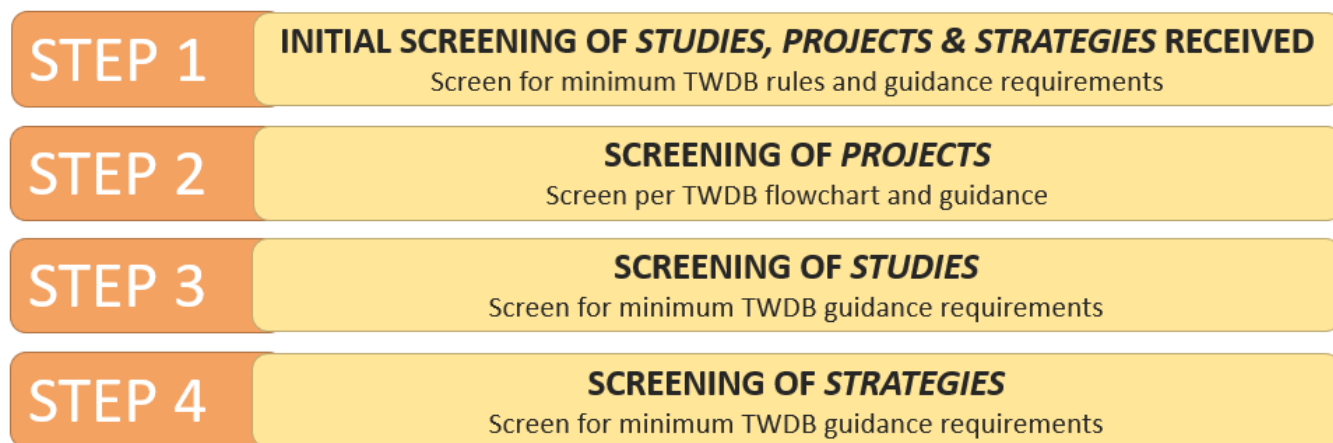 STEP 1
INITIAL SCREENING OF STUDIES, PROJECTS & STRATEGIES RECEIVED
Screen for minimum TWDB rules and guidance requirements
STEP 2
SCREENING OF PROJECTS
Screen per TWDB flowchart and guidance
STEP 3
SCREENING OF STUDIES
Screen for minimum TWDB guidance requirements
STEP 4
SCREENING OF STRATEGIES
Screen for minimum TWDB guidance requirements